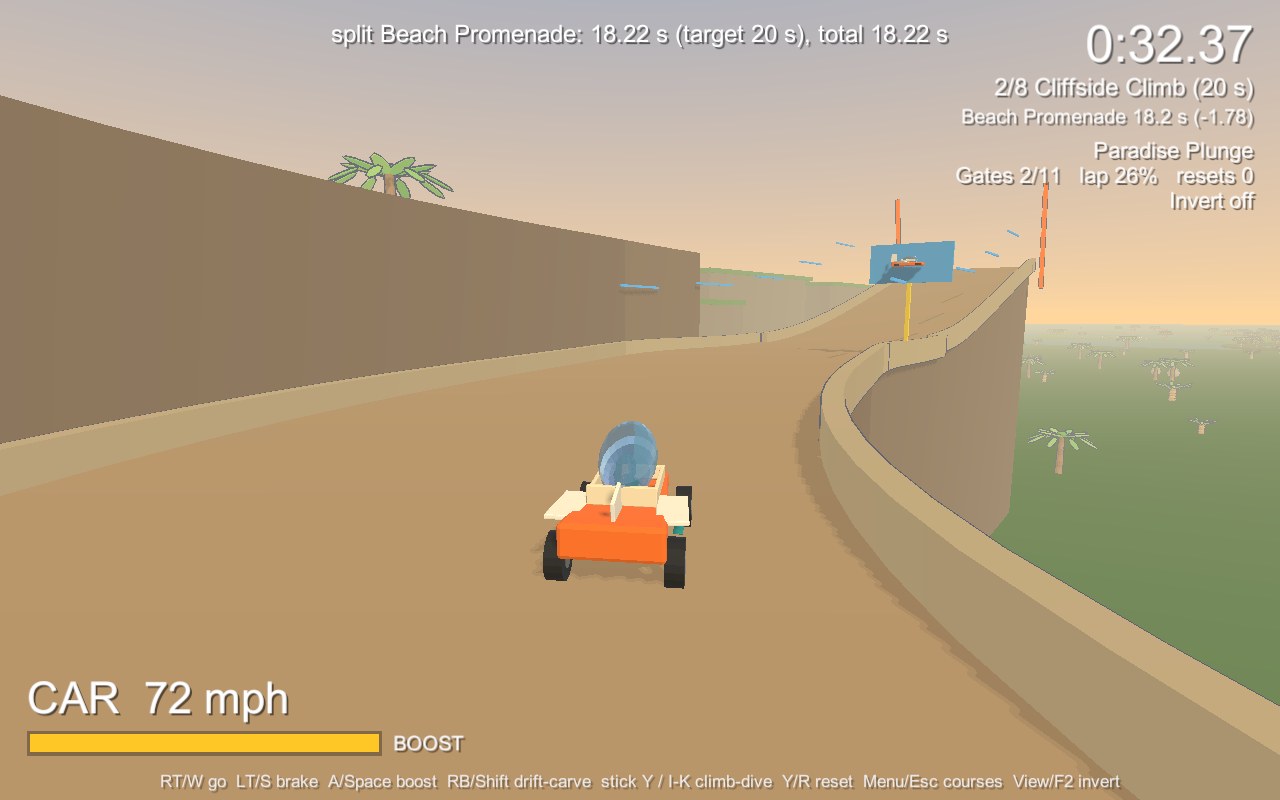 split Beach Promenade: 18.22 s (target 20 s), total 18.22 s
0:32.37
2/8 Cliffside Climb (20 s)
Beach Promenade 18.2 s (-1.78)
Paradise Plunge
Gates 2/11 lap 26% resets 0
Invert off
CAR 72 mph
BOOST
RT/W go LT/S brake A/Space boost RB/Shift drift-carve stick Y / I-K climb-dive Y/R reset Menu/Esc courses View/F2 invert